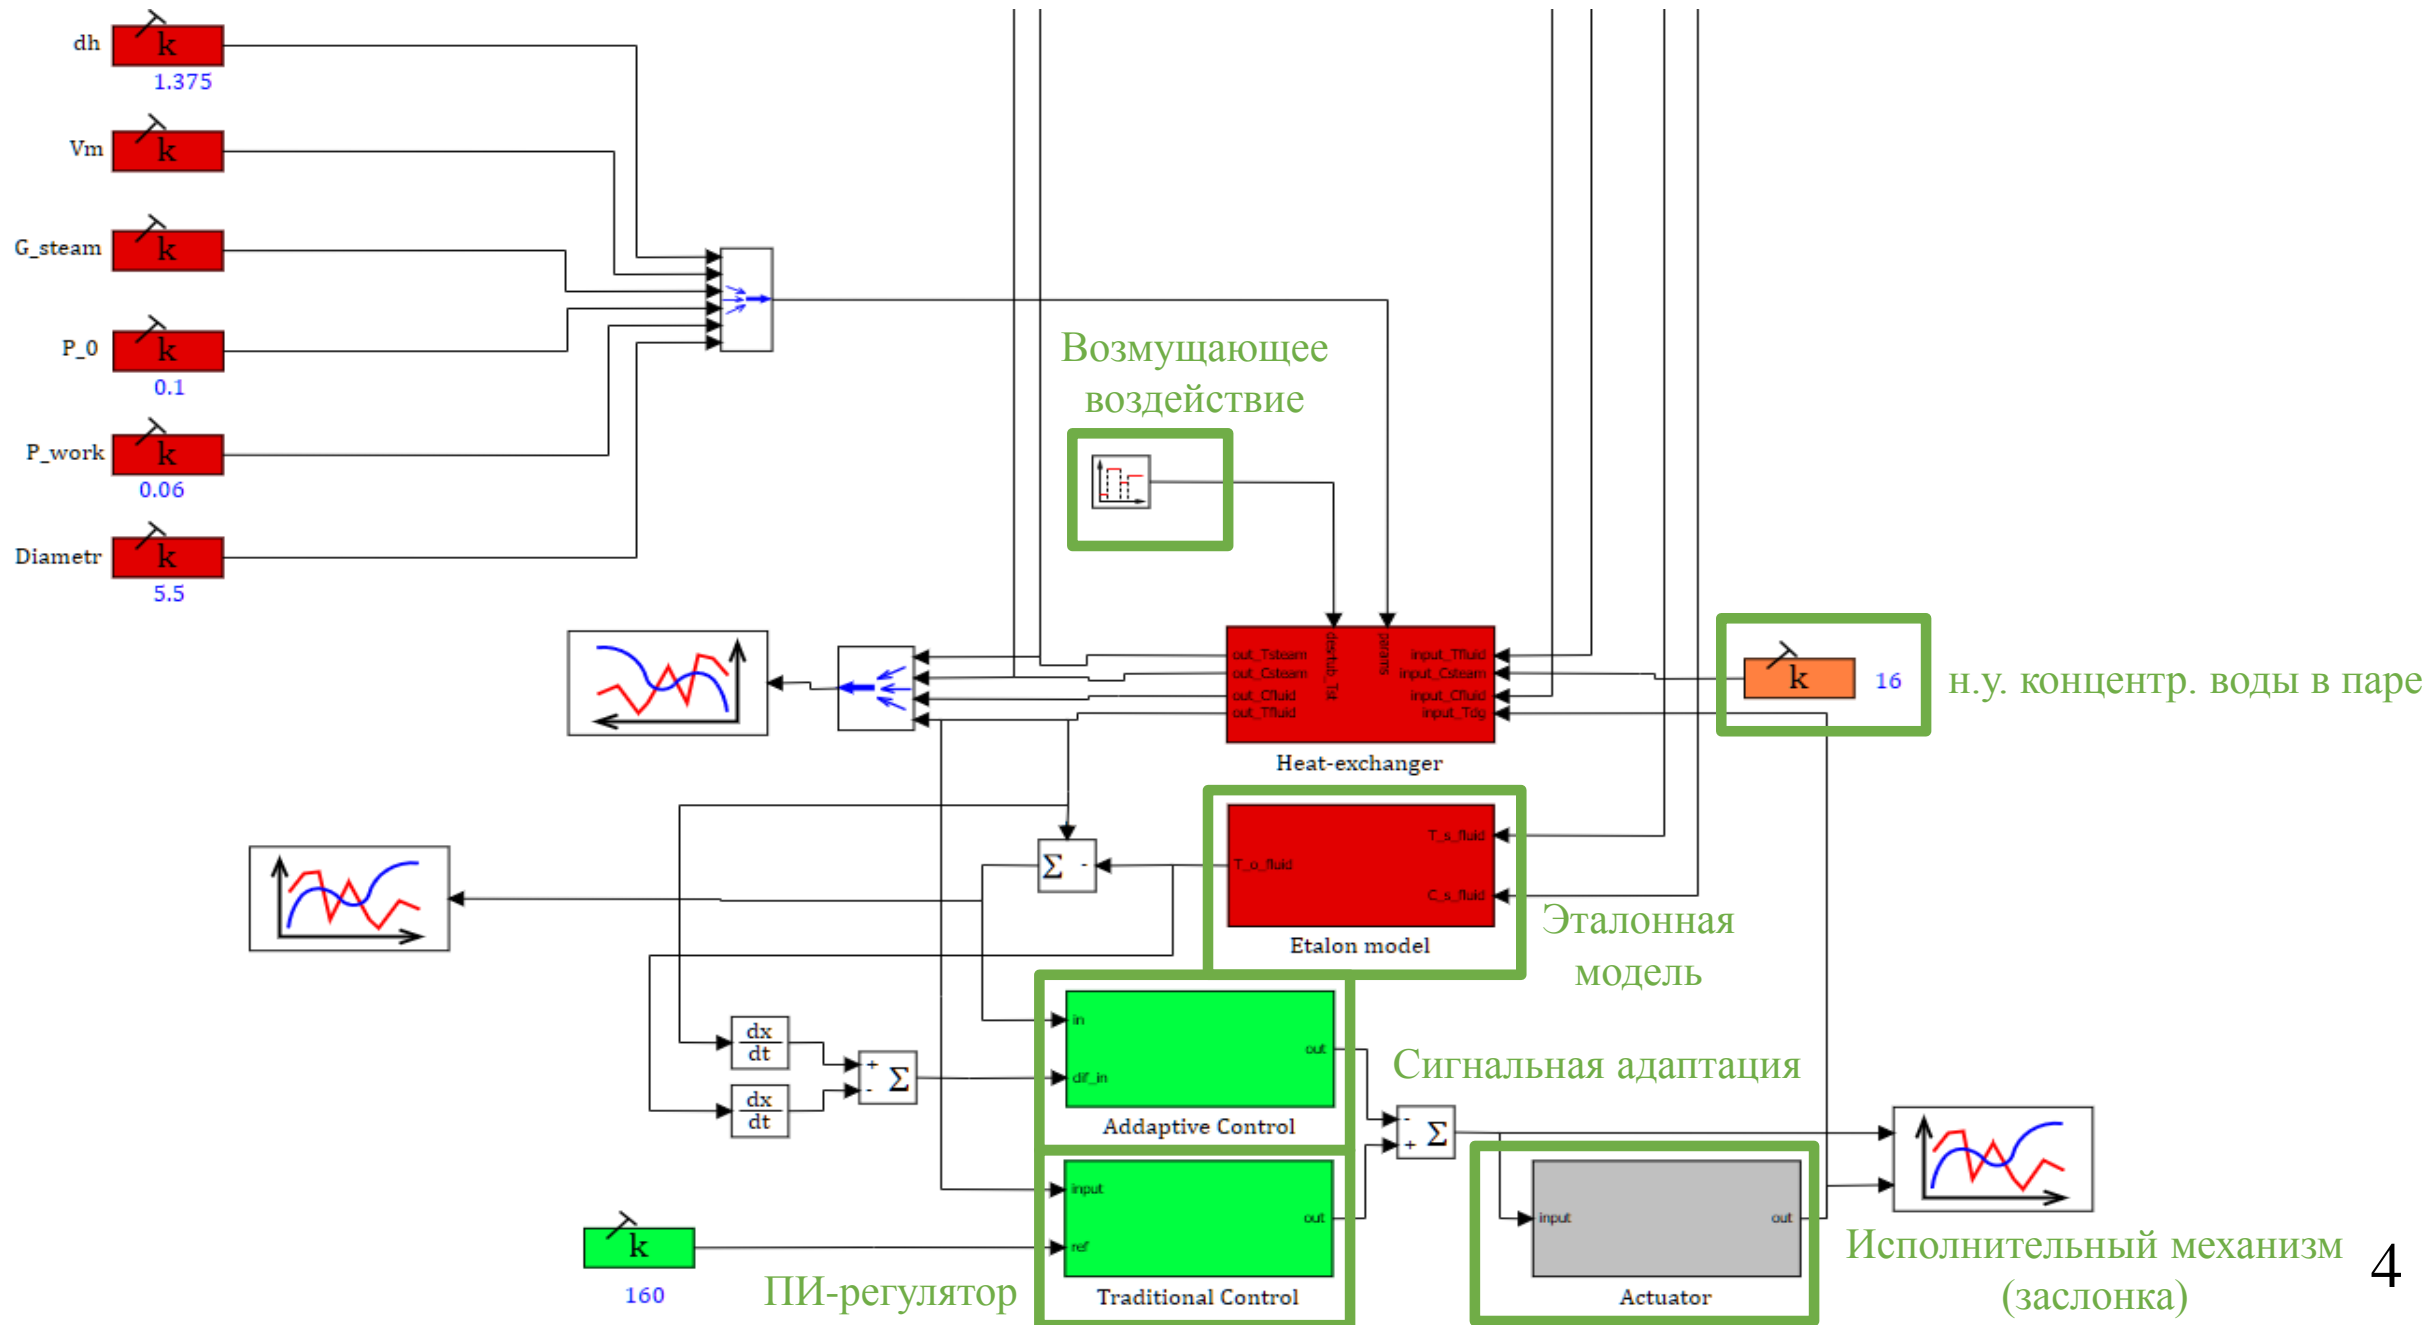 dh
k
1.375
Vm
k
G_steam
k
P_0
k
0.1
P_work
k
0.06
Diametr
k
5.5
Возмущающее
воздействие
desrtub_Tst
params
out_Tsteam
out_Csteam
out_Cfluid
out_Tfluid
input_Tfluid
input_Csteam
input_Cfluid
input_Tdg
Heat-exchanger
k
16
н.у. концентр. воды в паре
Σ -
T_o_fluid
T_s_fluid
C_s_fluid
Etalon model
Эталонная
модель
dx
dt
dx
dt
+
- Σ
in
dif_in
out
Addaptive Control
Сигнальная адаптация
-
+ Σ
input
ref
out
Traditional Control
k
160
ПИ-регулятор
input
out
Actuator
Исполнительный механизм
(заслонка)
4